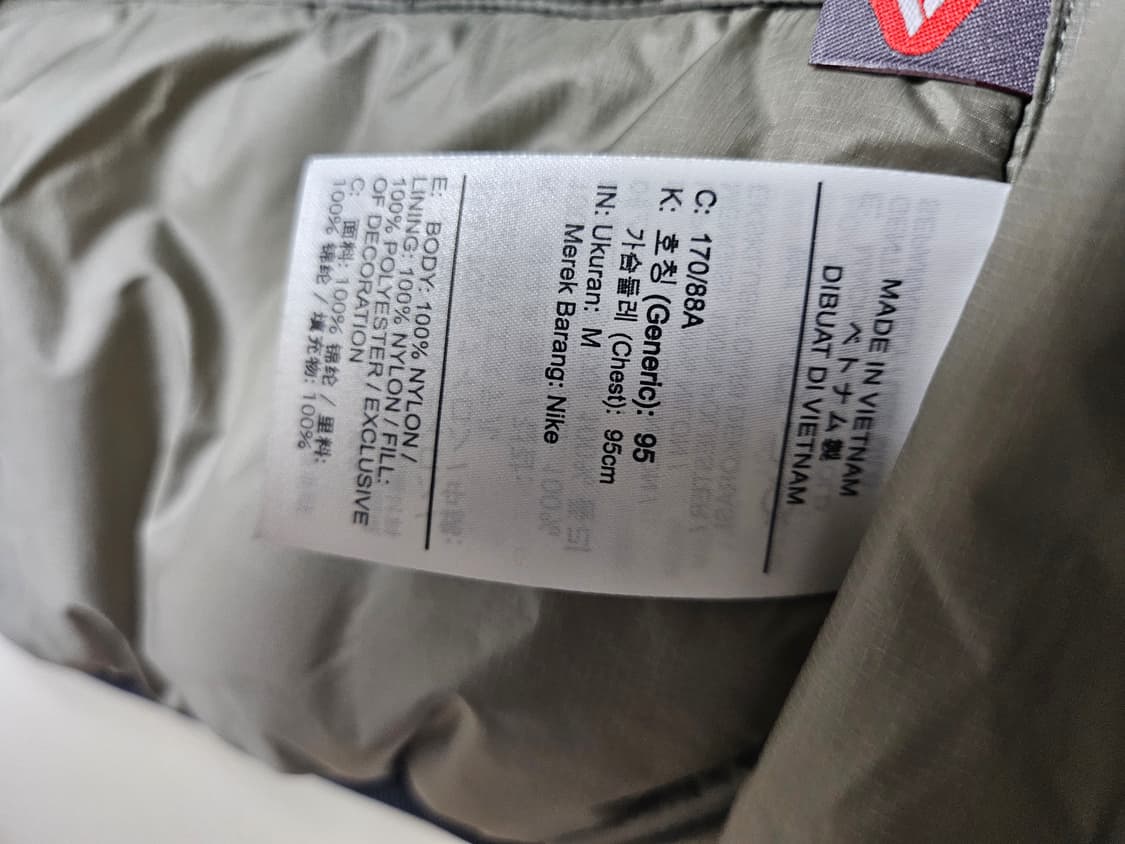 MADE IN VIETNAM
ベトナム製
DIBUAT DI VIETNAM
C: 170/88A
K: 호칭 (Generic): 95
가슴둘레 (Chest): 95cm
IN: Ukuran: M
Merek Barang: Nike
E: BODY: 100% NYLON /
LINING: 100% NYLON / FILL:
100% POLYESTER / EXCLUSIVE
OF DECORATION
C: 面料: 100% 锦纶 / 里料:
100% 锦纶 / 填充物: 100%